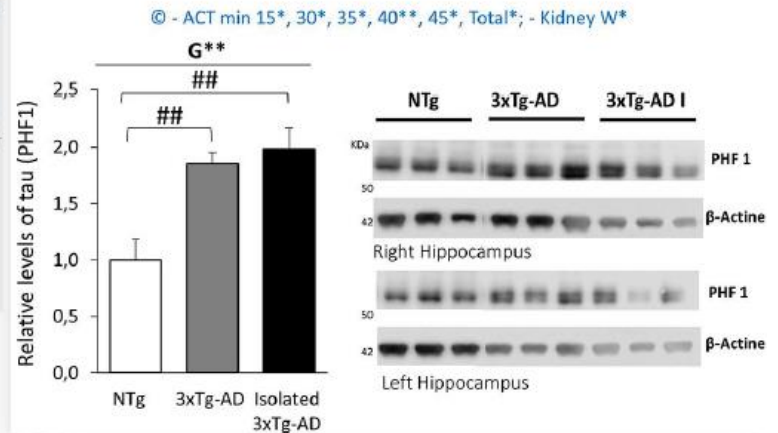 © - ACT min 15*, 30*, 35*, 40**, 45*, Total*; - Kidney W*
G**
##
##
Relative levels of tau (PHF1)
2,5
2,0
1,5
1,0
0,5
0,0
NTg
3xTg-AD
Isolated
3xTg-AD
NTg
3xTg-AD
3xTg-AD I
KDa
PHF 1
50
42
β-Actine
Right Hippocampus
PHF 1
50
42
β-Actine
Left Hippocampus